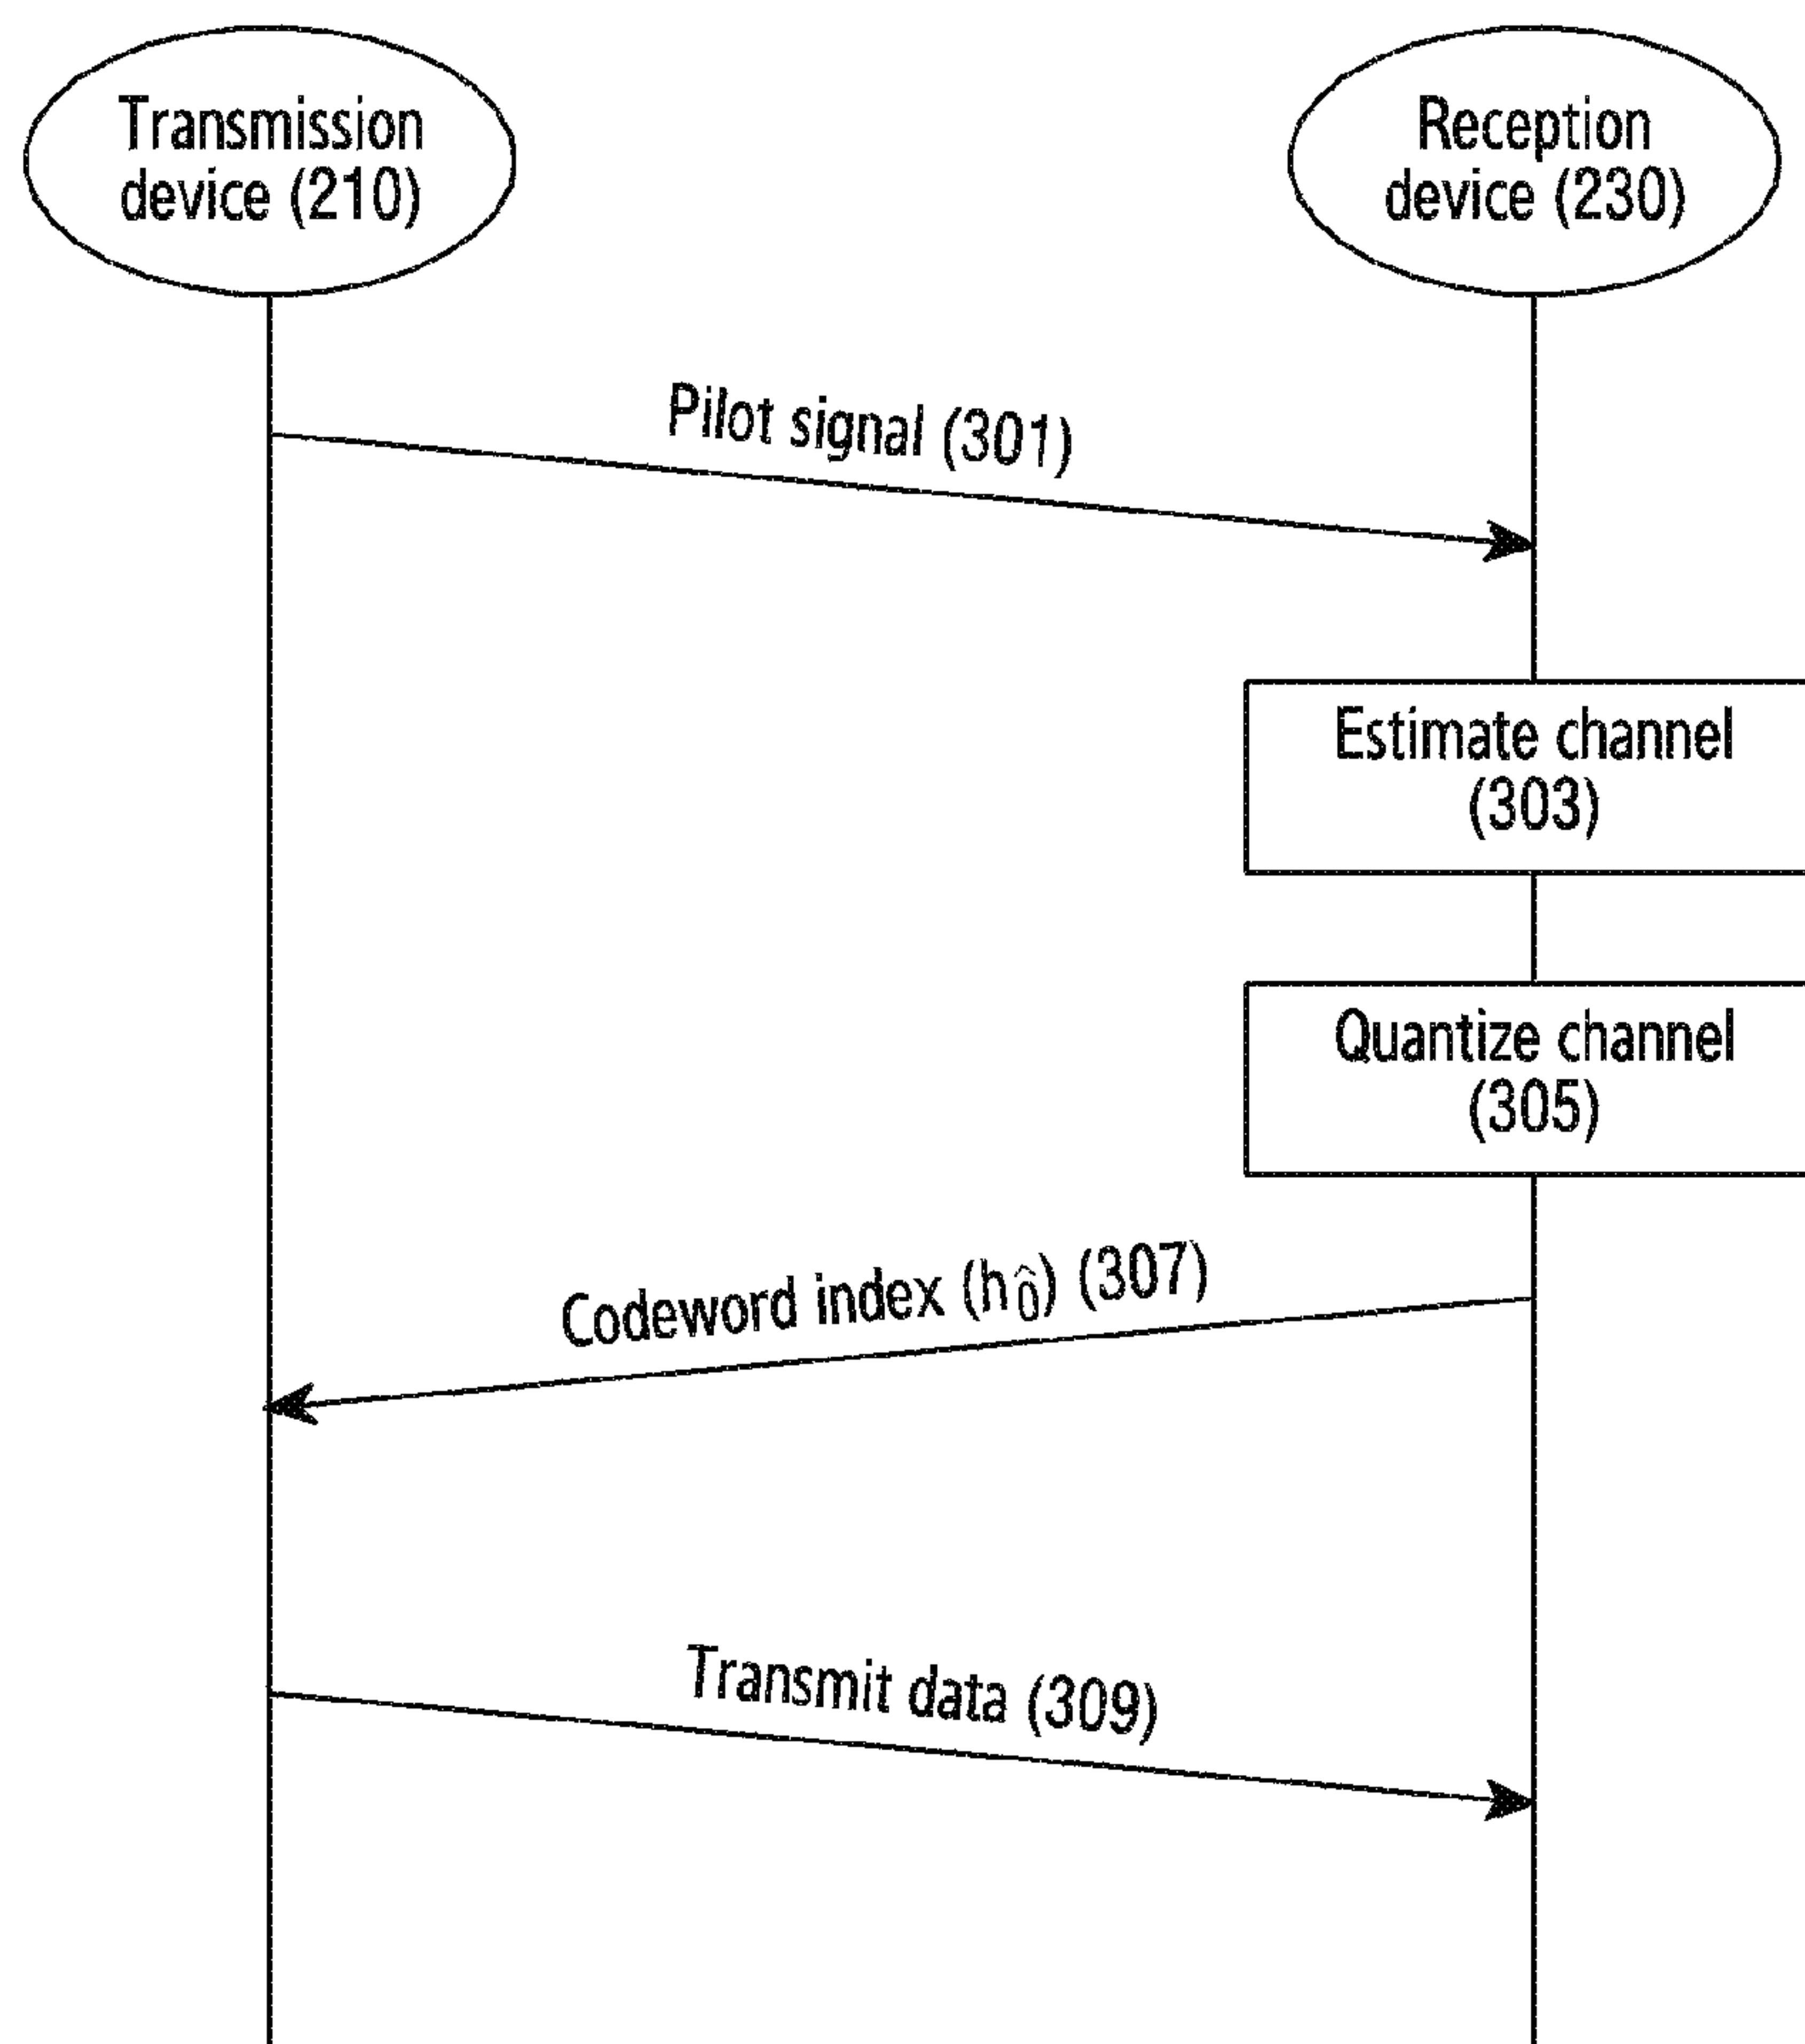 Transmission
device (210)
Reception
device (230)
Pilot signal (301)
Estimate channel
(303)
Quantize channel
(305)
Codeword index (h_0̂) (307)
Transmit data (309)